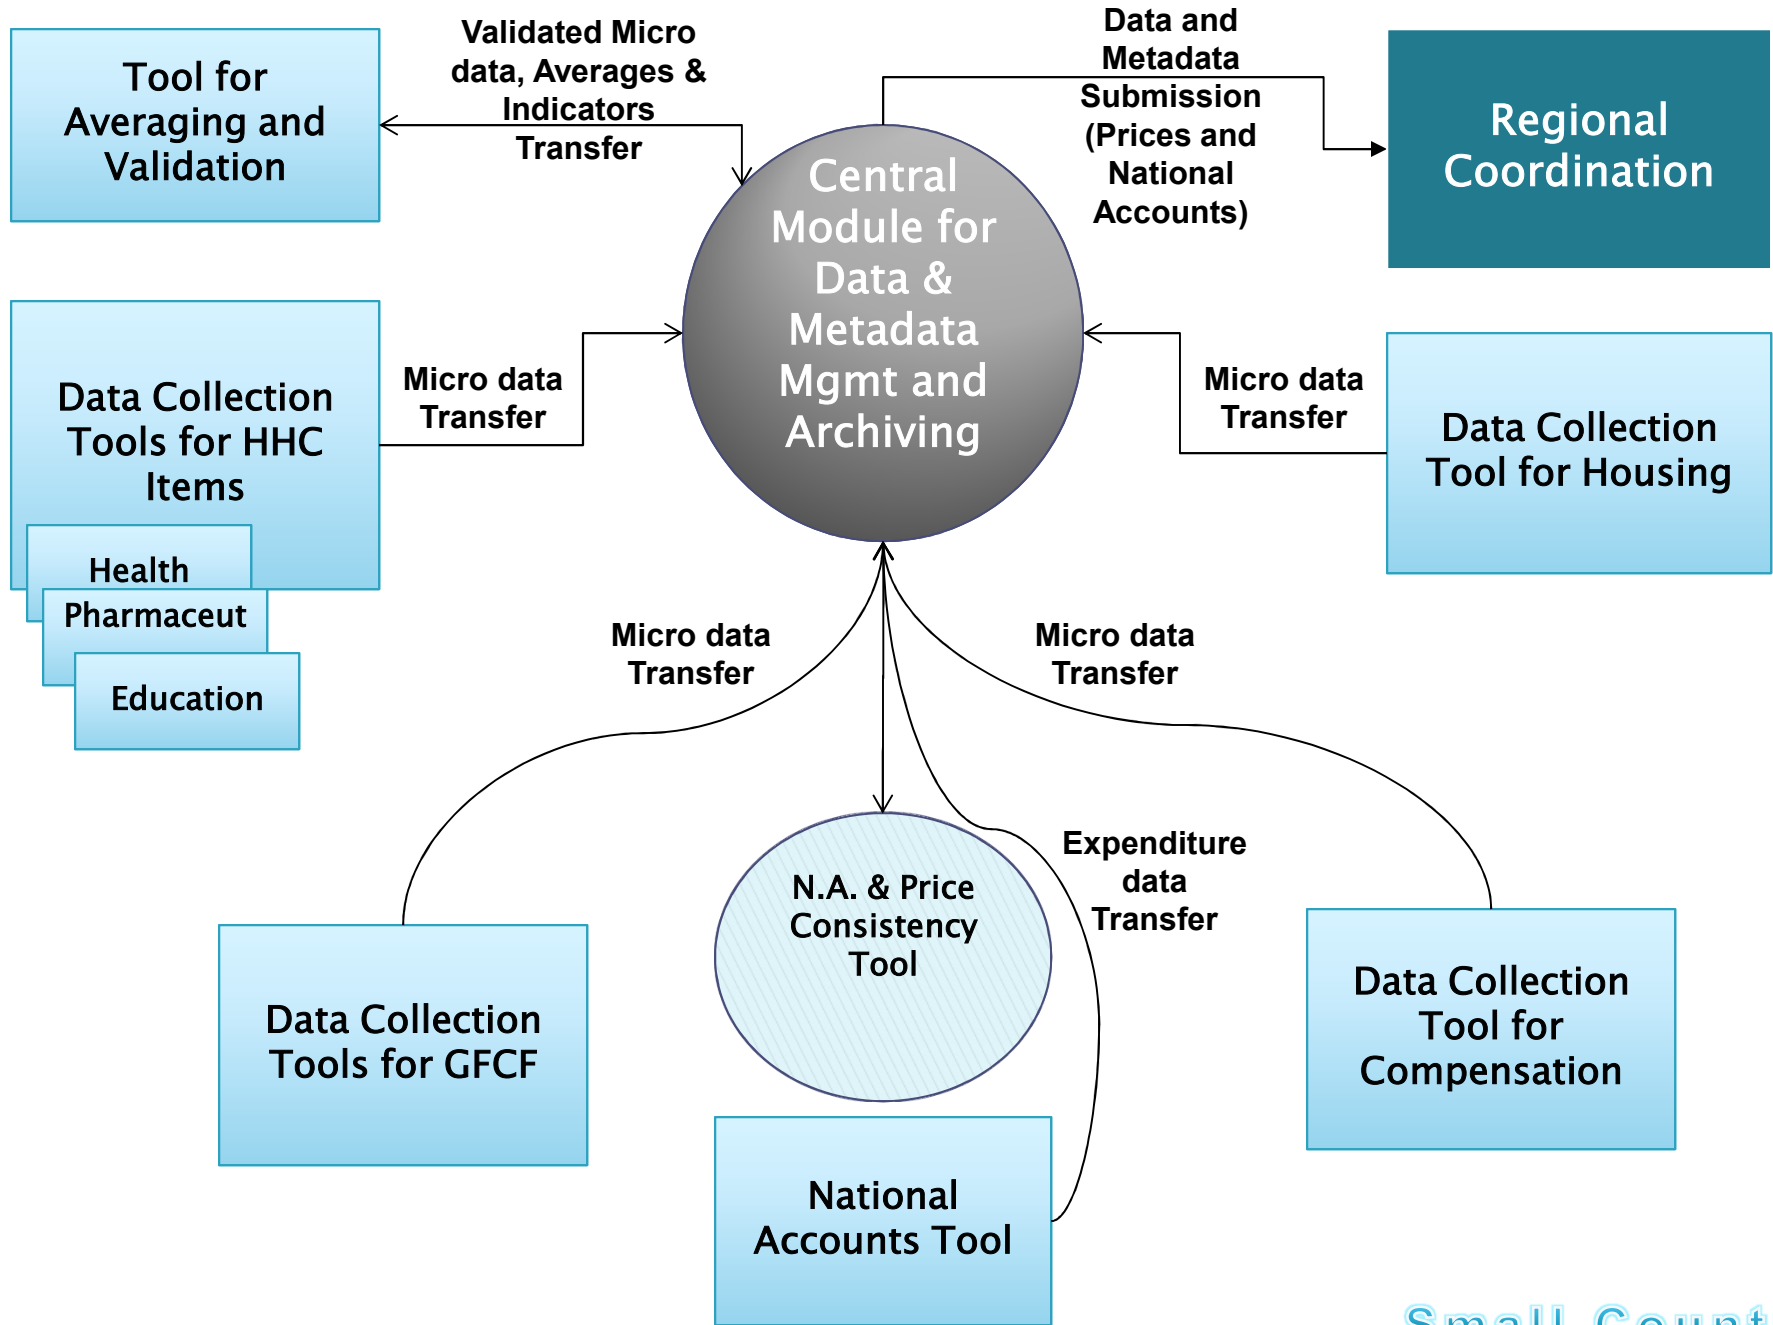 Tool for
Averaging and
Validation
Validated Micro
data, Averages &
Indicators
Transfer
Data and
Metadata
Submission
(Prices and
National
Accounts)
Regional
Coordination
Central
Module for
Data &
Metadata
Mgmt and
Archiving
Data Collection
Tools for HHC
Items
Health
Pharmaceut
Education
Micro data
Transfer
Micro data
Transfer
Data Collection
Tool for Housing
Micro data
Transfer
Micro data
Transfer
Data Collection
Tools for GFCF
N.A. & Price
Consistency
Tool
Expenditure
data
Transfer
Data Collection
Tool for
Compensation
National
Accounts Tool
Small Count